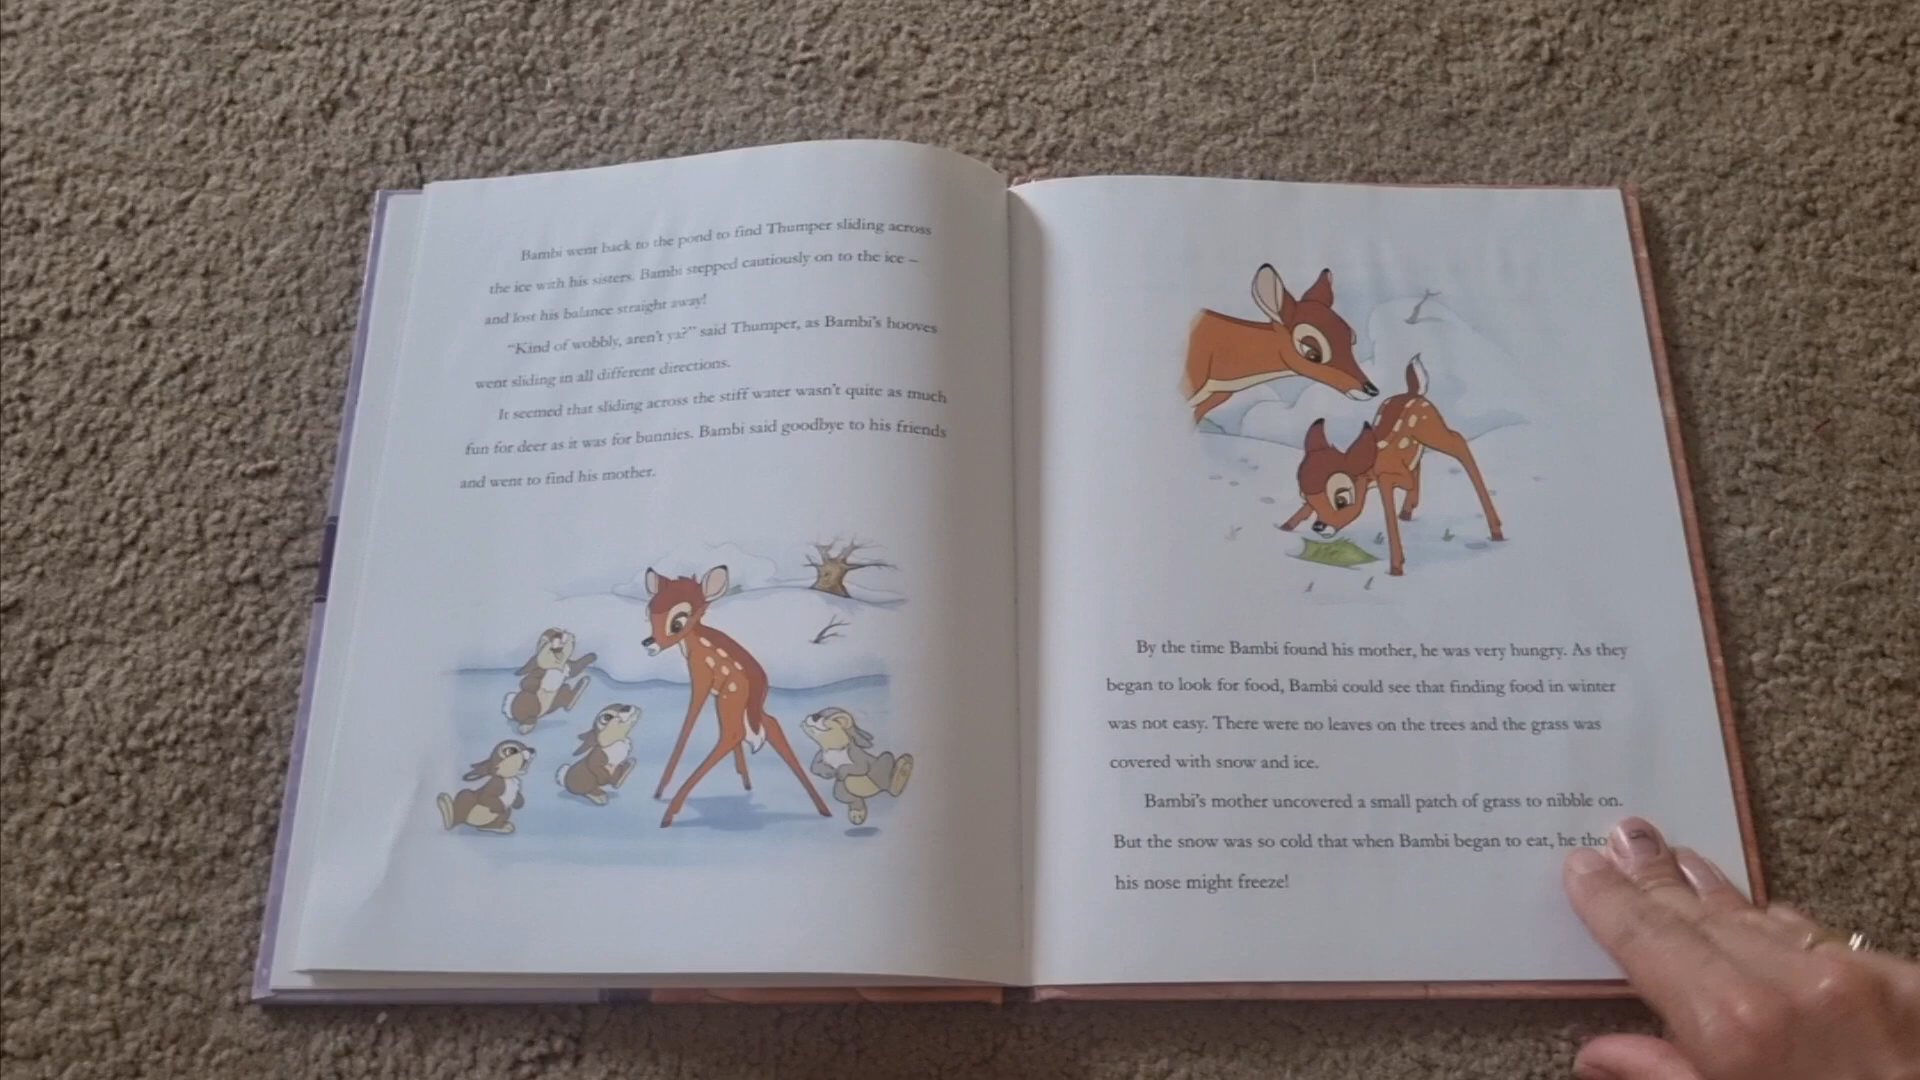 Bambi went back to the pond to find Thumper sliding across
the ice with his sisters. Bambi stepped cautiously on to the ice –
and lost his balance straight away!
“Kind of wobbly, aren’t ya?” said Thumper, as Bambi’s hooves
went sliding in all different directions.
It seemed that sliding across the stiff water wasn’t quite as much
fun for deer as it was for bunnies. Bambi said goodbye to his friends
and went to find his mother.
By the time Bambi found his mother, he was very hungry. As they
began to look for food, Bambi could see that finding food in winter
was not easy. There were no leaves on the trees and the grass was
covered with snow and ice.
Bambi’s mother uncovered a small patch of grass to nibble on.
But the snow was so cold that when Bambi began to eat, he tho
his nose might freeze!